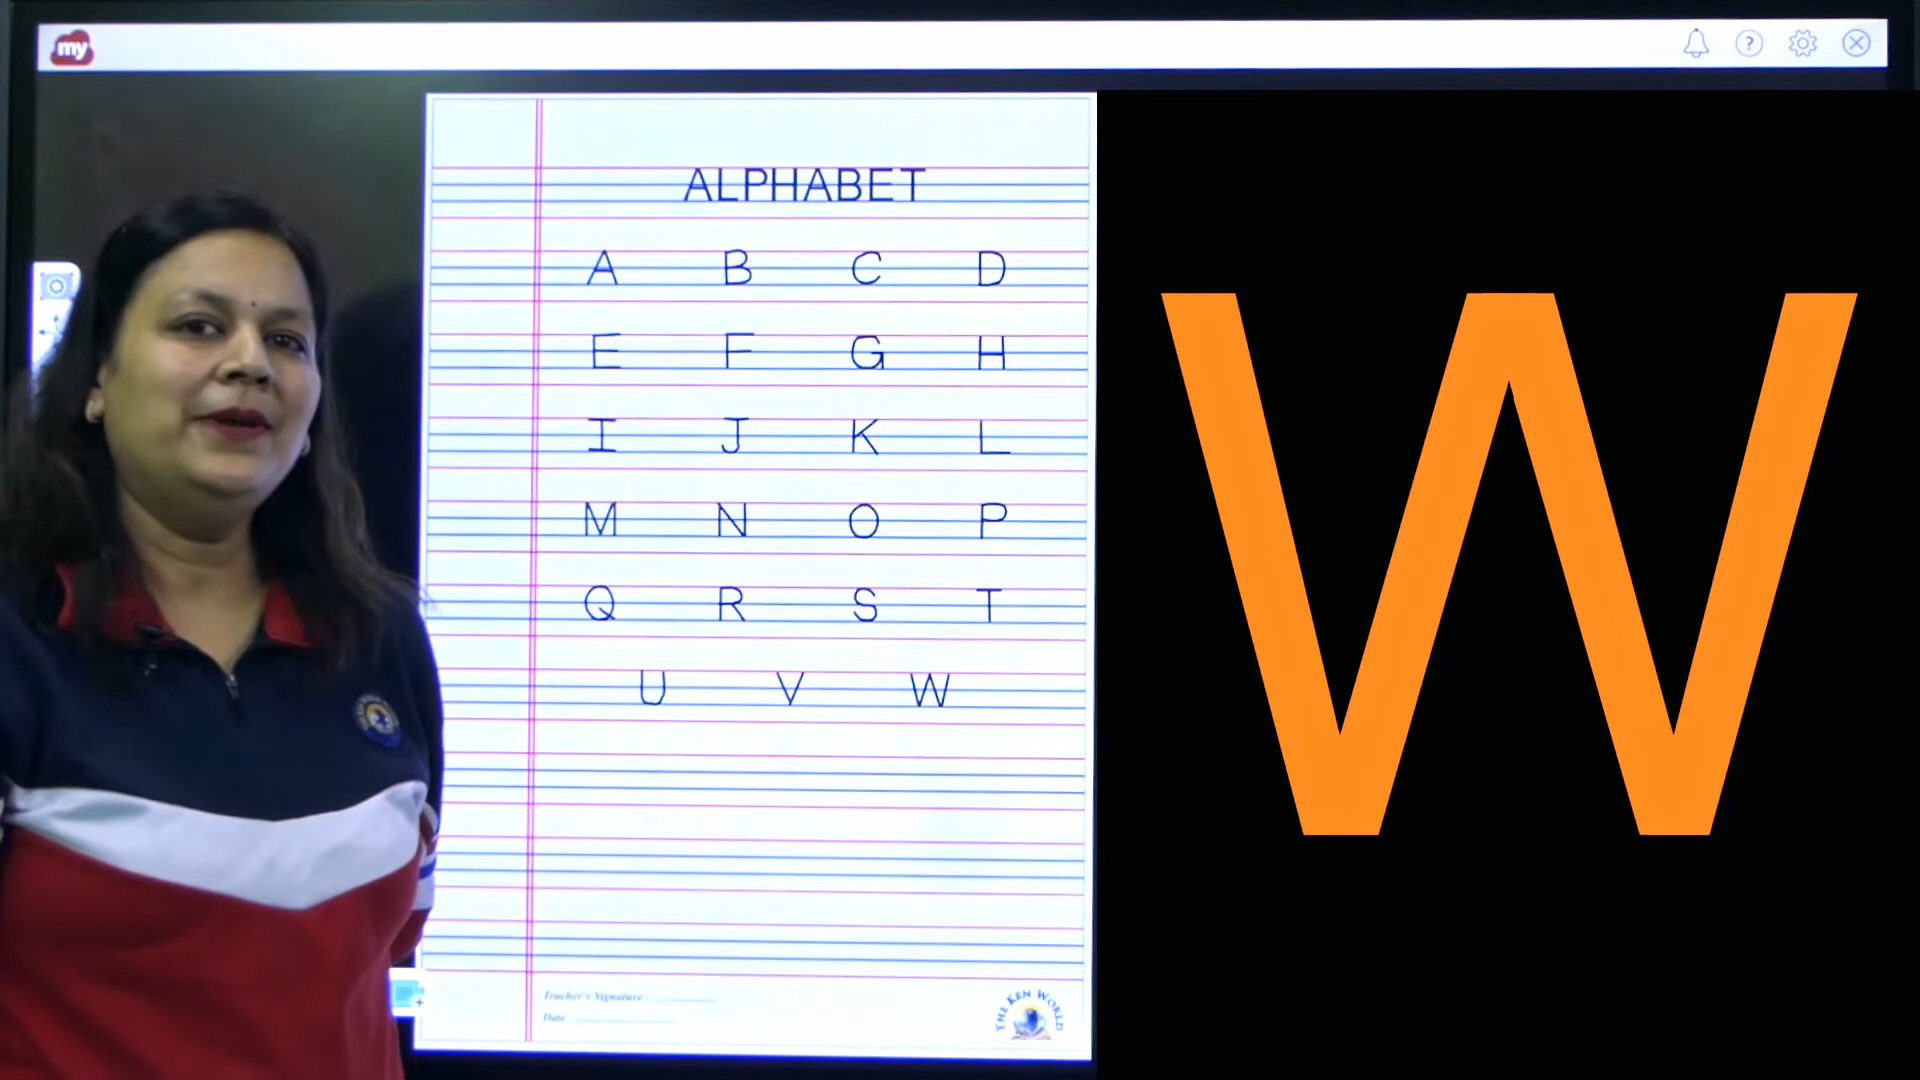 my
ALPHABET
A B C D
E F G H
I J K L
M N O P
Q R S T
U V W
W
Teacher's Signature
Date
THE KEN WORLD